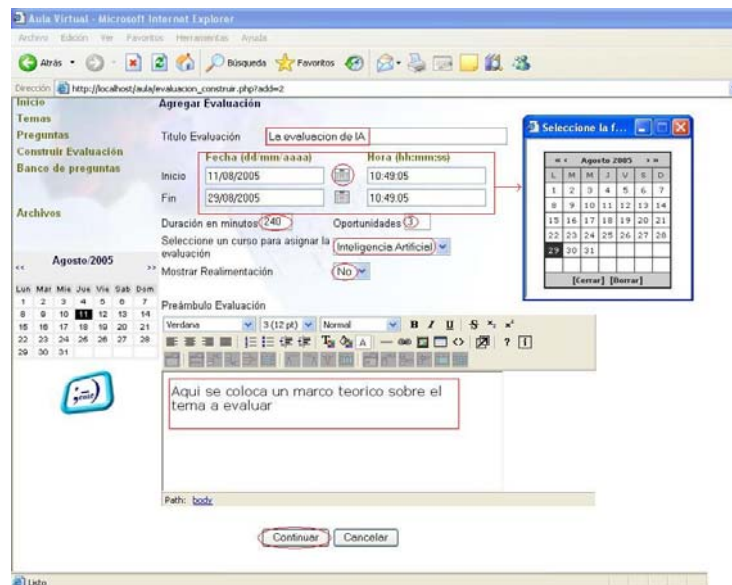 Aula Virtual - Microsoft Internet Explorer
Archivo Edición Ver Favoritos Herramientas Ayuda
Atrás Búsqueda Favoritos
Dirección http://localhost/aula/evaluacion_construir.php?add=2
Inicio
Temas
Preguntas
Construir Evaluación
Banco de preguntas
Archivos
<< Agosto/2005 >>
Lun Mar Mie Jue Vie Sab Dom
1 2 3 4 5 6 7
8 9 10 11 12 13 14
15 16 17 18 19 20 21
22 23 24 25 26 27 28
29 30 31
Agregar Evaluación
Titulo Evaluación La evaluacion de IA
Fecha (dd/mm/aaaa) Hora (hh:mm:ss)
Inicio 11/08/2005 10:49:05
Fin 29/08/2005 10:49:05
Duración en minutos 240 Oportunidades 3
Seleccione un curso para asignar la
evaluación Inteligencia Artificial
Mostrar Realimentación No
Preámbulo Evaluación
Verdana 3 (12 pt) Normal B I U S x₂ x²
Aqui se coloca un marco teorico sobre el
tema a evaluar
Path: body
Continuar Cancelar
Seleccione la f...
« ‹ Agosto 2005 › »
L M M J V S D
1 2 3 4 5 6 7
8 9 10 11 12 13 14
15 16 17 18 19 20 21
22 23 24 25 26 27 28
29 30 31
[Cerrar] [Borrar]
Listo